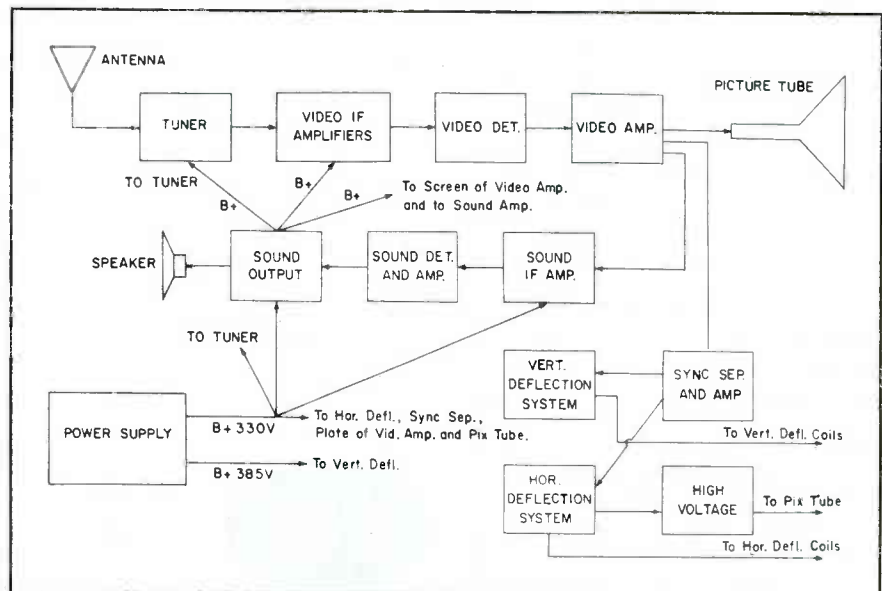 ANTENNA
PICTURE TUBE
TUNER
VIDEO IF
AMPLIFIERS
VIDEO DET.
VIDEO AMP.
TO TUNER
B+
B+
B+
To Screen of Video Amp.
and to Sound Amp.
SPEAKER
SOUND
OUTPUT
SOUND DET.
AND AMP.
SOUND
IF AMP.
TO TUNER
VERT.
DEFLECTION
SYSTEM
SYNC SEP.
AND AMP
POWER SUPPLY
B+ 330V
To Hor. Defl., Sync Sep.,
Plate of Vid. Amp. and Pix Tube.
To Vert. Defl. Coils
B+ 385V
To Vert. Defl.
HOR.
DEFLECTION
SYSTEM
HIGH
VOLTAGE
To Pix Tube
To Hor. Defl. Coils